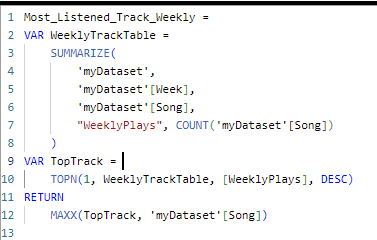 1 Most_Listened_Track_Weekly =
2 VAR WeeklyTrackTable =
3     SUMMARIZE(
4         'myDataset',
5         'myDataset'[Week],
6         'myDataset'[Song],
7         "WeeklyPlays", COUNT('myDataset'[Song])
8     )
9 VAR TopTrack =
10     TOPN(1, WeeklyTrackTable, [WeeklyPlays], DESC)
11 RETURN
12     MAXX(TopTrack, 'myDataset'[Song])
13